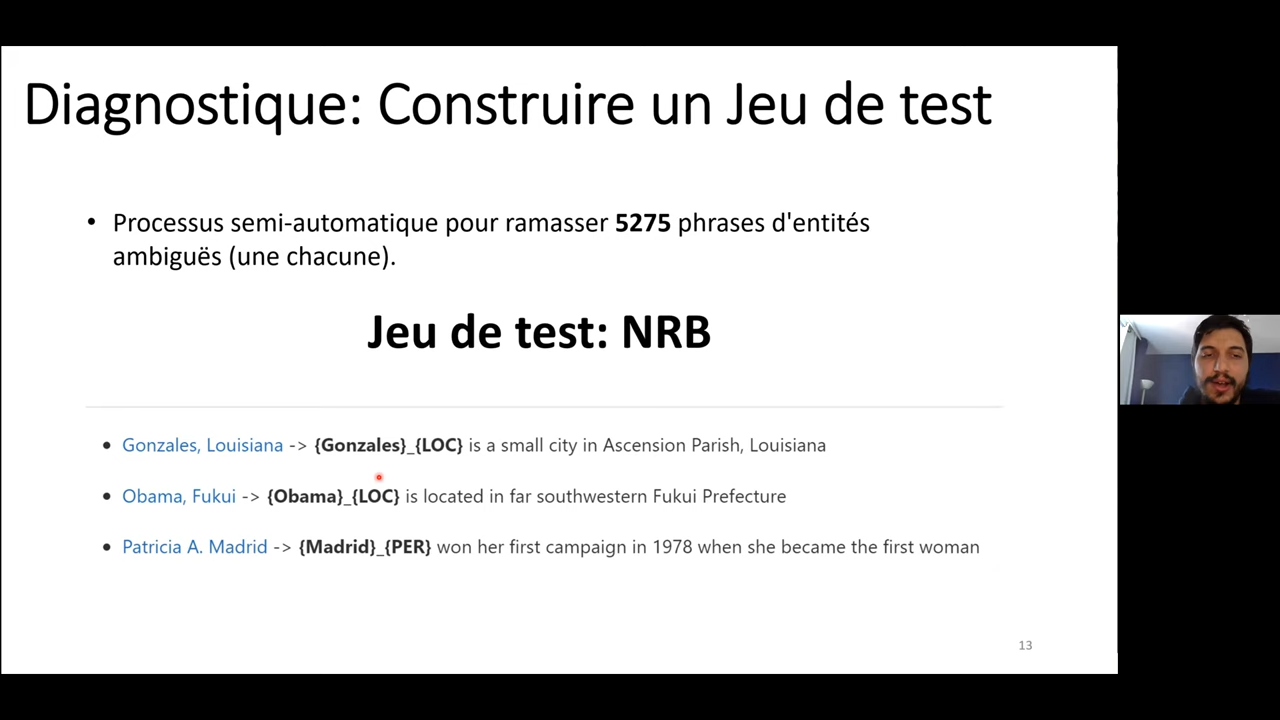 Diagnostique: Construire un Jeu de test
• Processus semi-automatique pour ramasser 5275 phrases d'entités
ambiguës (une chacune).
Jeu de test: NRB
• Gonzales, Louisiana -> {Gonzales}_{LOC} is a small city in Ascension Parish, Louisiana
• Obama, Fukui -> {Obama}_{LOC} is located in far southwestern Fukui Prefecture
• Patricia A. Madrid -> {Madrid}_{PER} won her first campaign in 1978 when she became the first woman
13